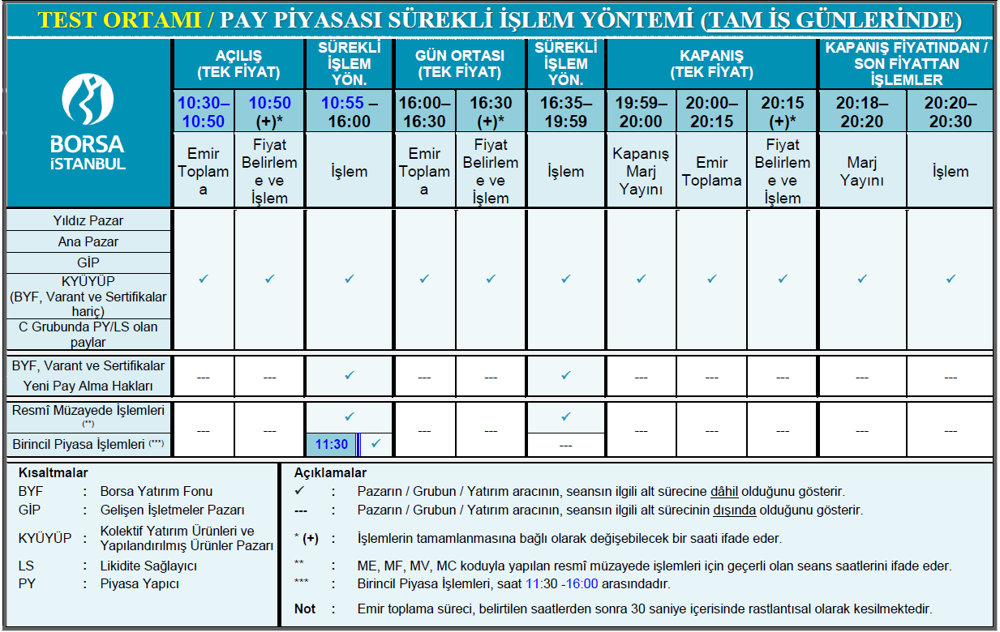 TEST ORTAMI / PAY PİYASASI SÜREKLİ İŞLEM YÖNTEMİ (TAM İŞ GÜNLERİNDE)
BORSA
İSTANBUL
AÇILIŞ
(TEK FİYAT)
SÜREKLİ
İŞLEM
YÖN.
GÜN ORTASI
(TEK FİYAT)
SÜREKLİ
İŞLEM
YÖN.
KAPANIŞ
(TEK FİYAT)
KAPANIŞ FİYATINDAN /
SON FİYATTAN
İŞLEMLER
10:30–
10:50
10:50
(+)*
10:55 –
16:00
16:00–
16:30
16:30
(+)*
16:35–
19:59
19:59–
20:00
20:00–
20:15
20:15
(+)*
20:18–
20:20
20:20–
20:30
Emir
Toplam
a
Fiyat
Belirlem
e ve
İşlem
İşlem
Emir
Toplam
a
Fiyat
Belirlem
e ve
İşlem
İşlem
Kapanış
Marj
Yayını
Emir
Toplama
Fiyat
Belirlem
e ve
İşlem
Marj
Yayını
İşlem
Yıldız Pazar
Ana Pazar
GİP
KYÜYÜP
(BYF, Varant ve Sertifikalar
hariç)
C Grubunda PY/LS olan
paylar
✓ ✓ ✓ ✓ ✓ ✓ ✓ ✓ ✓ ✓ ✓
BYF, Varant ve Sertifikalar
Yeni Pay Alma Hakları
--- --- ✓ --- --- ✓ --- --- --- --- ---
Resmî Müzayede İşlemleri
(**)
✓ ✓
--- --- --- --- --- --- --- --- ---
Birincil Piyasa İşlemleri (***)
11:30 ✓ ---
Kısaltmalar
BYF : Borsa Yatırım Fonu
GİP : Gelişen İşletmeler Pazarı
KYÜYÜP : Kolektif Yatırım Ürünleri ve
Yapılandırılmış Ürünler Pazarı
LS : Likidite Sağlayıcı
PY : Piyasa Yapıcı
Açıklamalar
✓ : Pazarın / Grubun / Yatırım aracının, seansın ilgili alt sürecine dâhil olduğunu gösterir.
--- : Pazarın / Grubun / Yatırım aracının, seansın ilgili alt sürecinin dışında olduğunu gösterir.
* (+) : İşlemlerin tamamlanmasına bağlı olarak değişebilecek bir saati ifade eder.
** : ME, MF, MV, MC koduyla yapılan resmî müzayede işlemleri için geçerli olan seans saatlerini ifade eder.
*** : Birincil Piyasa İşlemleri, saat 11:30 -16:00 arasındadır.
Not : Emir toplama süreci, belirtilen saatlerden sonra 30 saniye içerisinde rastlantısal olarak kesilmektedir.